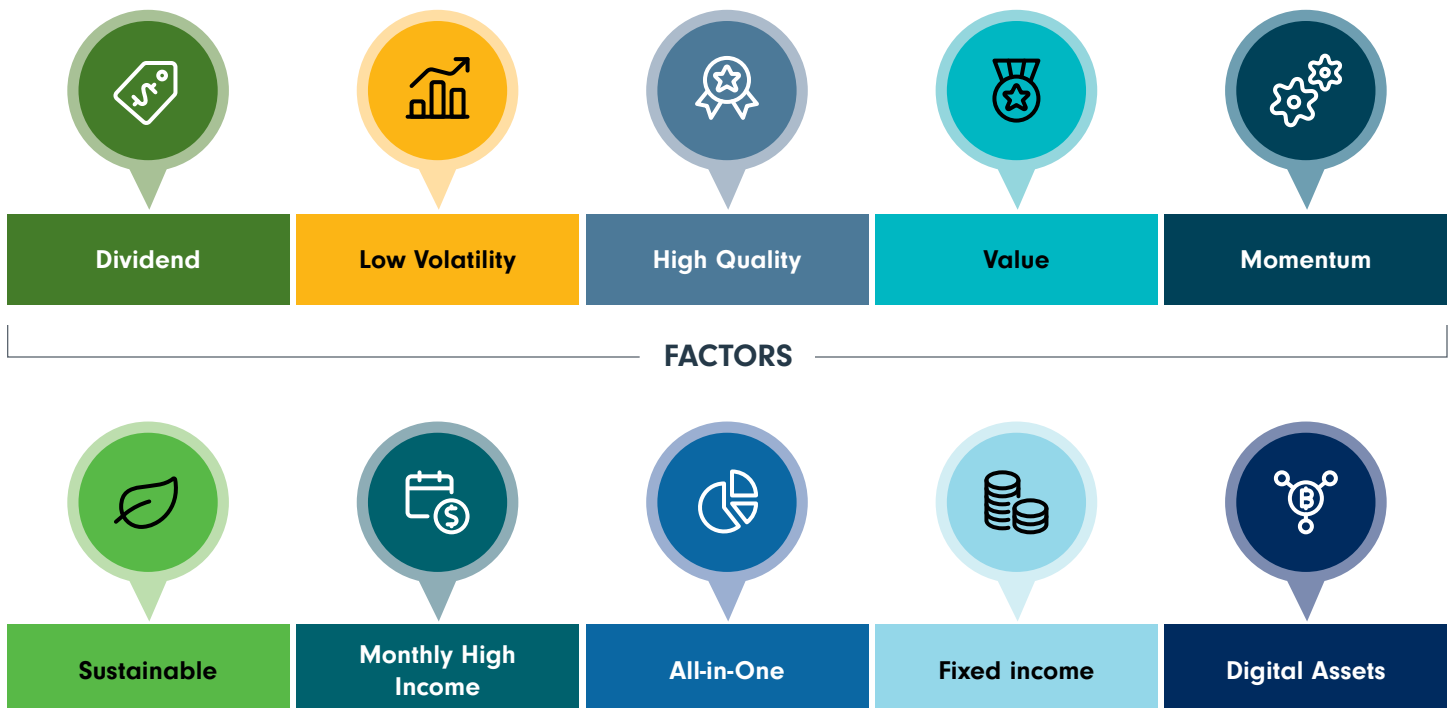 Dividend
Low Volatility
High Quality
Value
Momentum
FACTORS
Sustainable
Monthly High
Income
All-in-One
Fixed income
Digital Assets